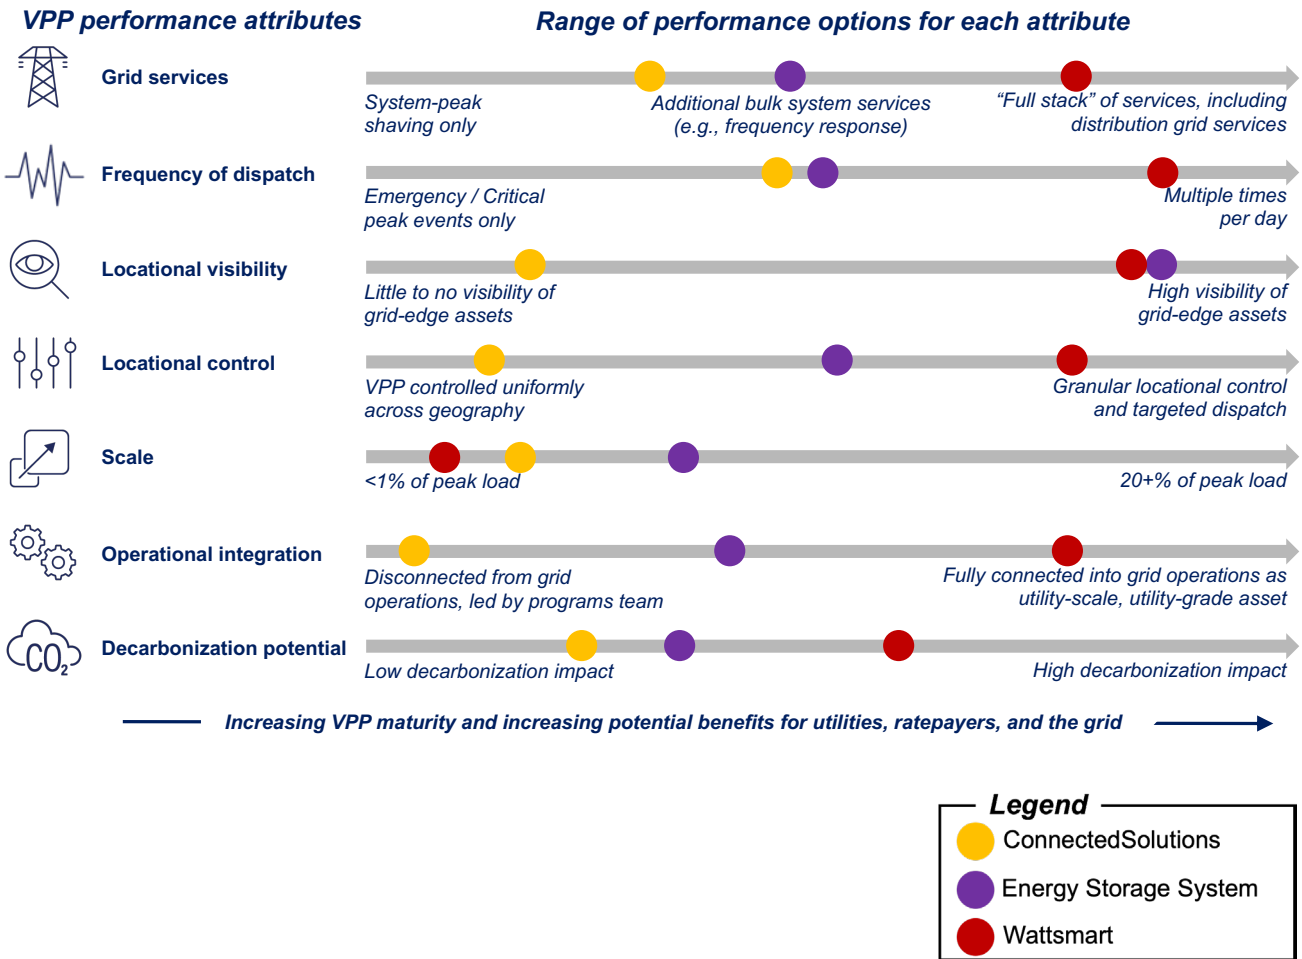 VPP performance attributes
Range of performance options for each attribute
Grid services
System-peak
shaving only
Additional bulk system services
(e.g., frequency response)
“Full stack” of services, including
distribution grid services
Frequency of dispatch
Emergency / Critical
peak events only
Multiple times
per day
Locational visibility
Little to no visibility of
grid-edge assets
High visibility of
grid-edge assets
Locational control
VPP controlled uniformly
across geography
Granular locational control
and targeted dispatch
Scale
<1% of peak load
20+% of peak load
Operational integration
Disconnected from grid
operations, led by programs team
Fully connected into grid operations as
utility-scale, utility-grade asset
CO2
Decarbonization potential
Low decarbonization impact
High decarbonization impact
Increasing VPP maturity and increasing potential benefits for utilities, ratepayers, and the grid
Legend
ConnectedSolutions
Energy Storage System
Wattsmart